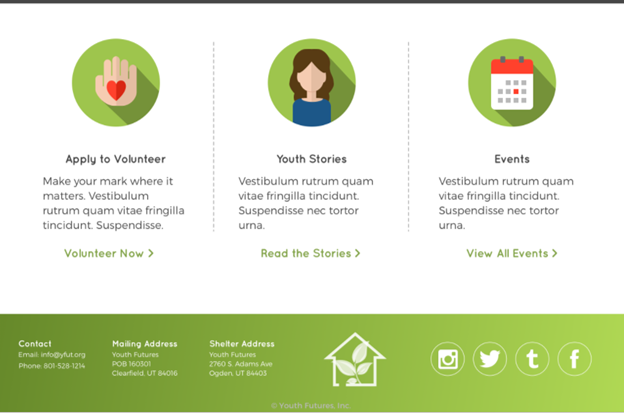 Apply to Volunteer
Make your mark where it
matters. Vestibulum
rutrum quam vitae fringilla
tincidunt. Suspendisse.
Volunteer Now >
Youth Stories
Vestibulum rutrum quam
vitae fringilla tincidunt.
Suspendisse nec tortor
urna.
Read the Stories >
Events
Vestibulum rutrum quam
vitae fringilla tincidunt.
Suspendisse nec tortor
urna.
View All Events >
Contact
Email: info@yfut.org
Phone: 801-528-1214
Mailing Address
Youth Futures
POB 160301
Clearfield, UT 84016
Shelter Address
Youth Futures
2760 S. Adams Ave
Ogden, UT 84403
© Youth Futures, Inc.